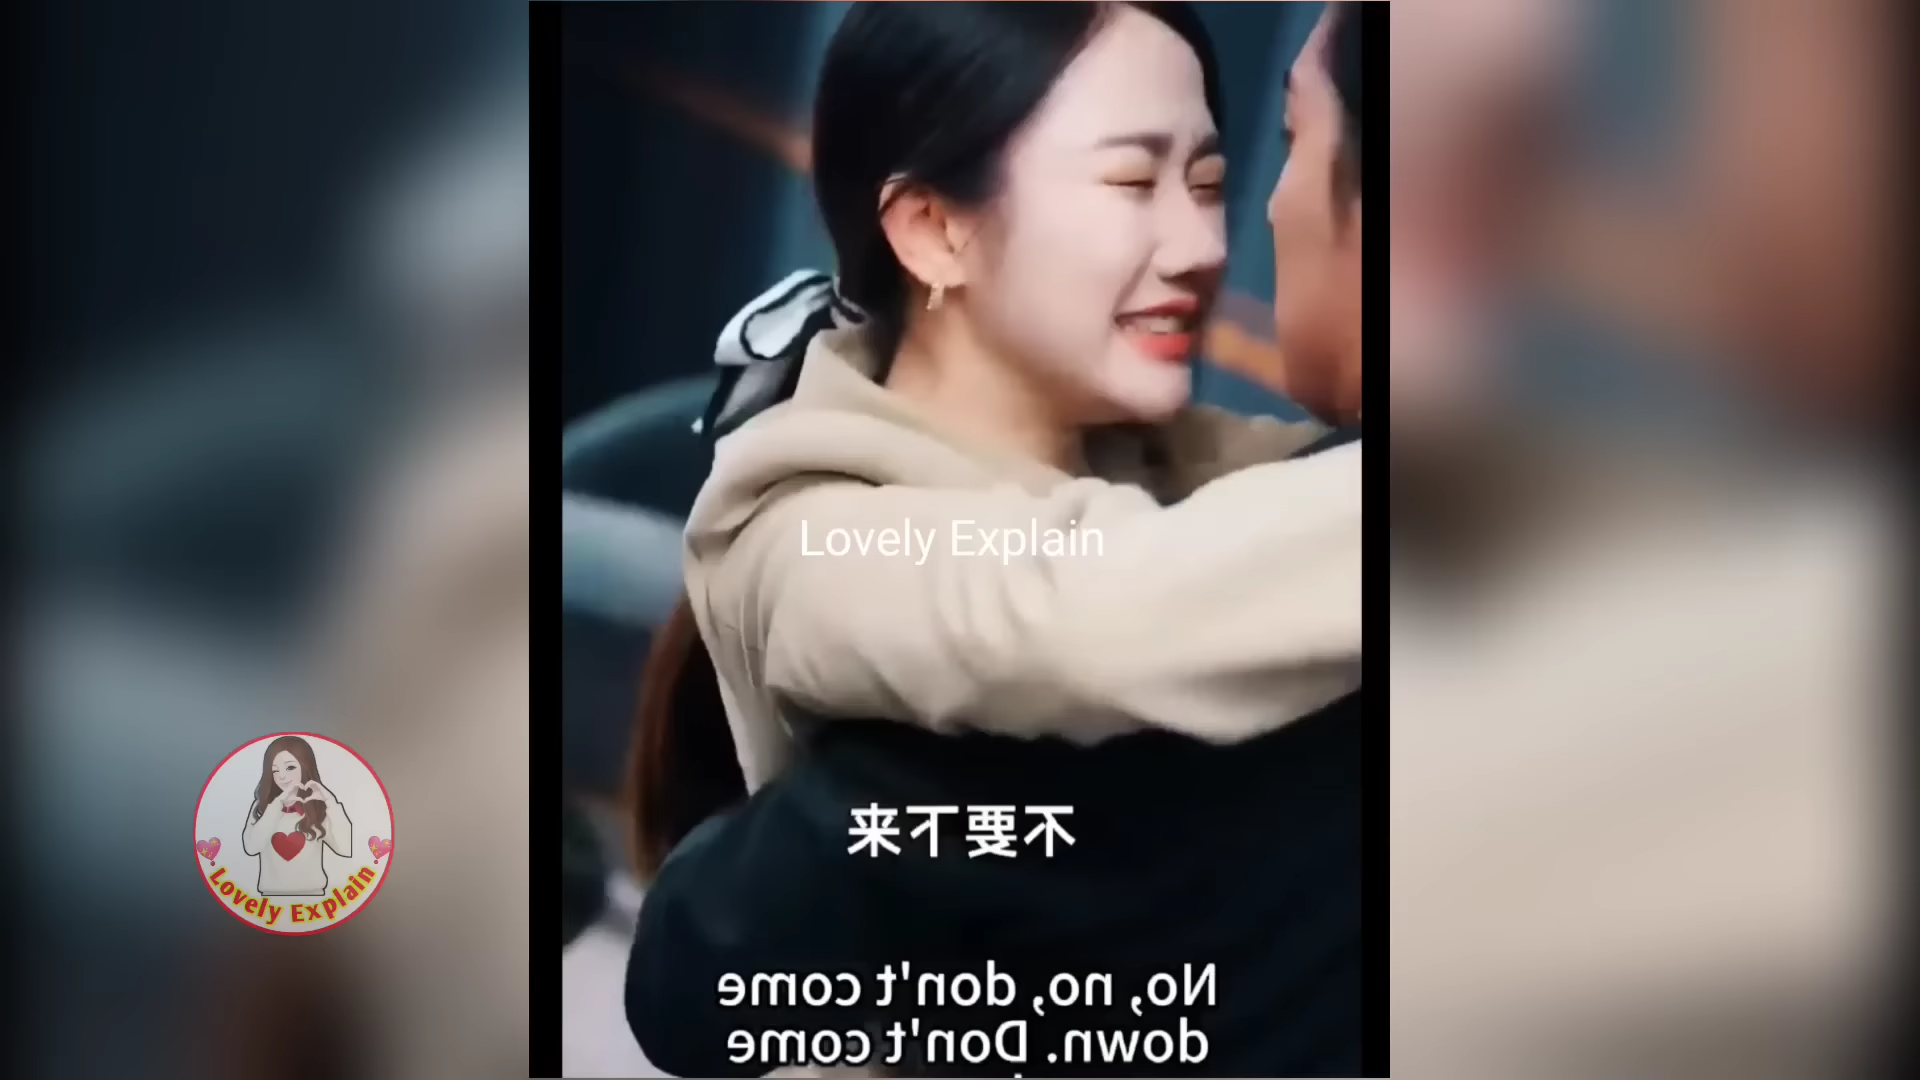 Lovely Explain
Lovely Explain
不要下来
No, no, don't come
down. Don't come